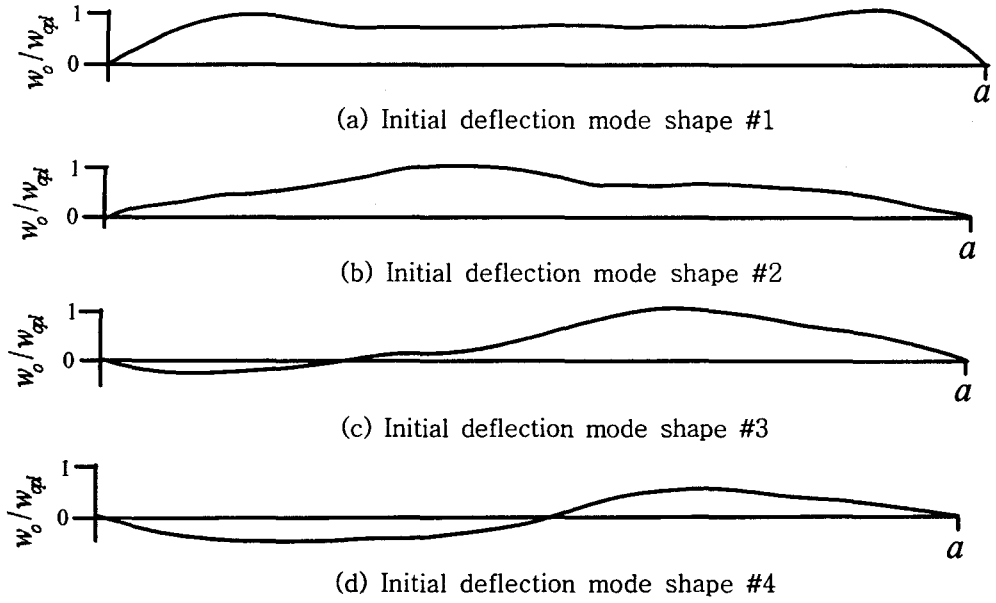 1
w_o/w_opl
0
a
(a) Initial deflection mode shape #1
1
w_o/w_opl
0
a
(b) Initial deflection mode shape #2
1
w_o/w_opl
0
a
(c) Initial deflection mode shape #3
1
w_o/w_opl
0
a
(d) Initial deflection mode shape #4